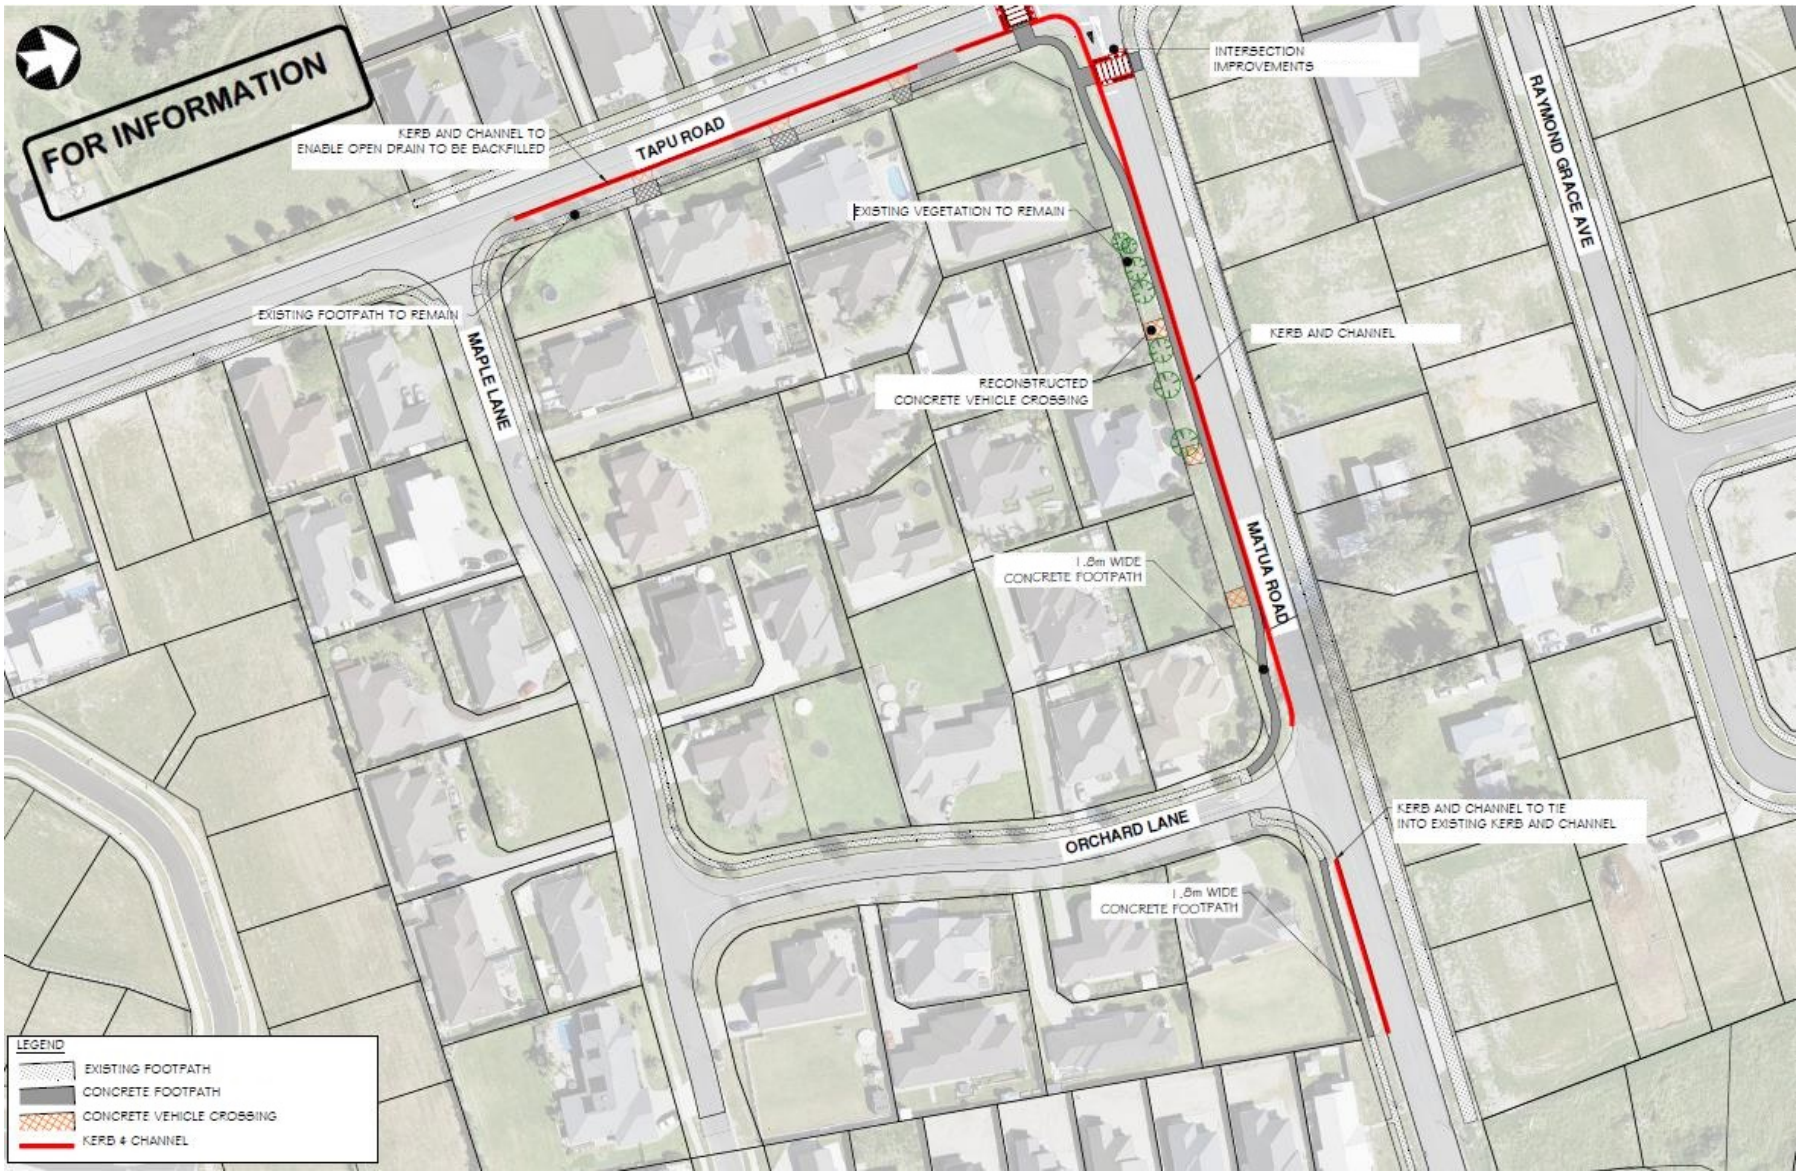 FOR INFORMATION
INTERSECTION
IMPROVEMENTS
KERB AND CHANNEL TO
ENABLE OPEN DRAIN TO BE BACKFILLED
TAPU ROAD
RAYMOND GRACE AVE
EXISTING VEGETATION TO REMAIN
EXISTING FOOTPATH TO REMAIN
MAPLE LANE
KERB AND CHANNEL
RECONSTRUCTED
CONCRETE VEHICLE CROSSING
MATUA ROAD
1.8m WIDE
CONCRETE FOOTPATH
KERB AND CHANNEL TO TIE
INTO EXISTING KERB AND CHANNEL
ORCHARD LANE
1.8m WIDE
CONCRETE FOOTPATH
LEGEND
EXISTING FOOTPATH
CONCRETE FOOTPATH
CONCRETE VEHICLE CROSSING
KERB & CHANNEL